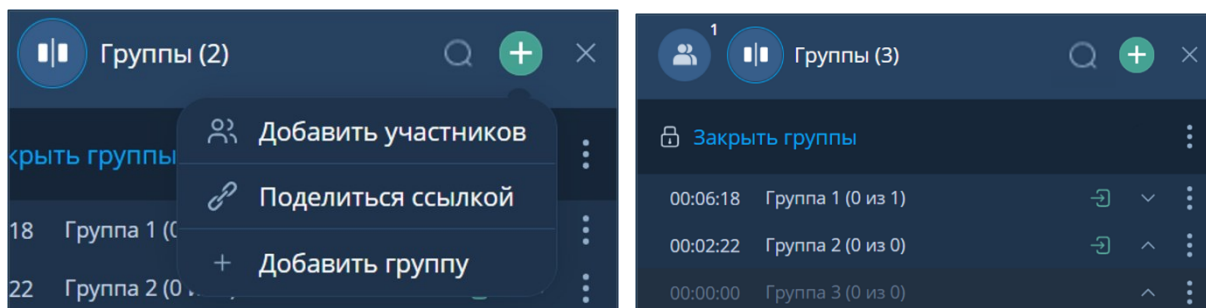 Группы (2)
Добавить участников
крыть группы
Поделиться ссылкой
18 Группа 1 (0
Добавить группу
22 Группа 2 (0
1
Группы (3)
Закрыть группы
00:06:18 Группа 1 (0 из 1)
00:02:22 Группа 2 (0 из 0)
00:00:00 Группа 3 (0 из 0)